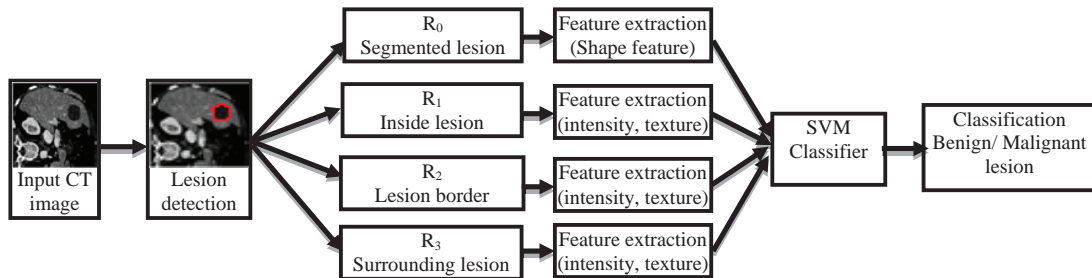 Input CT
image
Lesion
detection
R₀
Segmented lesion
Feature extraction
(Shape feature)
R₁
Inside lesion
Feature extraction
(intensity, texture)
R₂
Lesion border
Feature extraction
(intensity, texture)
R₃
Surrounding lesion
Feature extraction
(intensity, texture)
SVM
Classifier
Classification
Benign/ Malignant
lesion